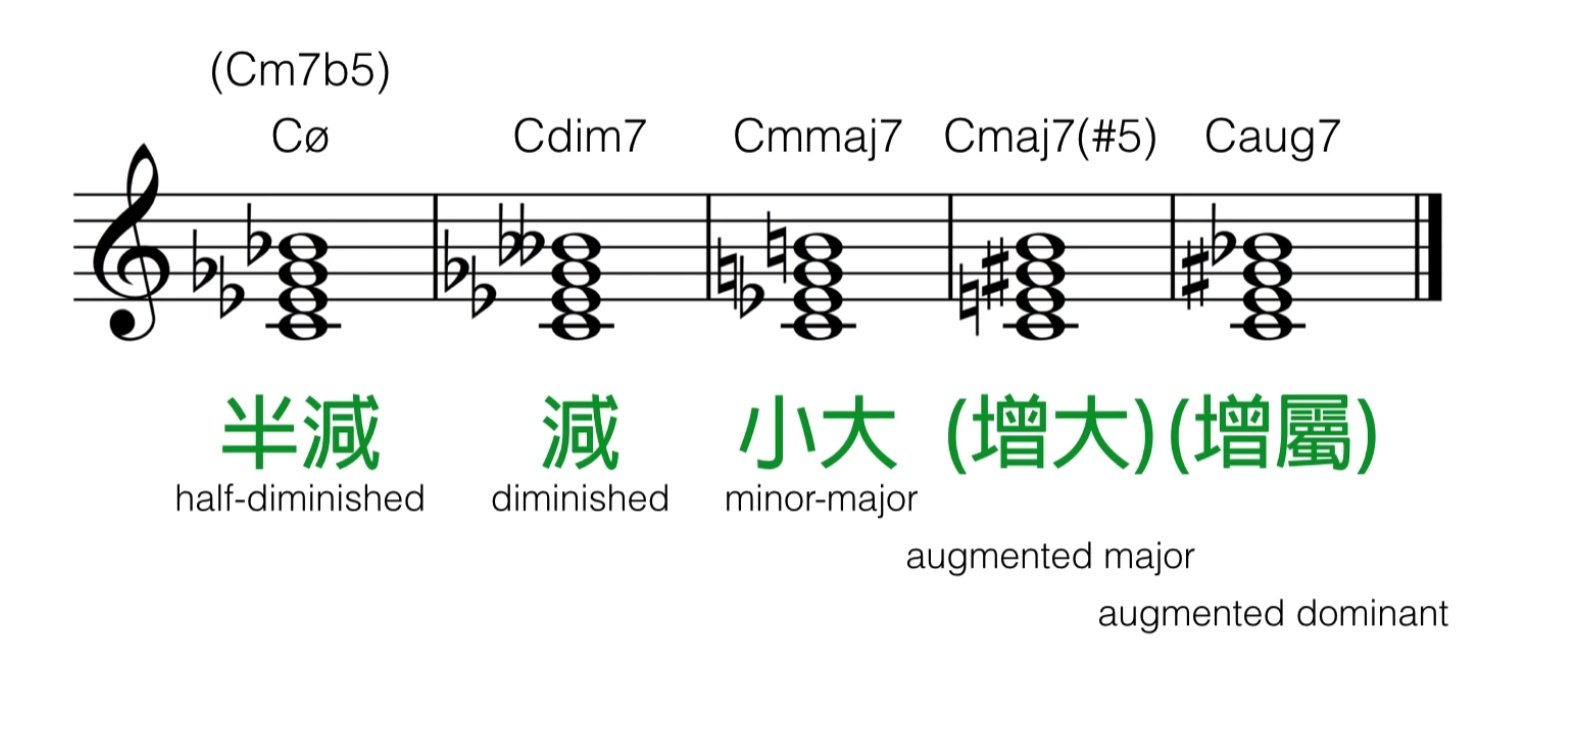 (Cm7b5)
Cø Cdim7 Cmmaj7 Cmaj7(#5) Caug7
半減 減 小大 (增大) (增屬)
half-diminished diminished minor-major
augmented major
augmented dominant